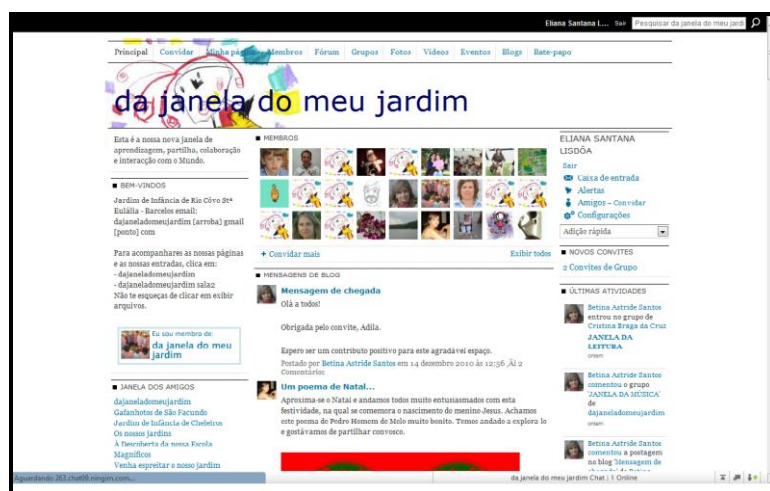 Eliana Santana L... Sair Pesquisar da janela do meu jardi
Principal Convidar Minha página Membros Fórum Grupos Fotos Vídeos Eventos Blogs Bate-papo
da janela do meu jardim
Esta é a nossa nova janela de
aprendizagem, partilha, colaboração
e interacção com o Mundo.
BEM-VINDOS
Jardim de Infância de Rio Côvo Stª
Eulália - Barcelos email:
dajaneladomeujardim [arroba] gmail
[ponto] com
Para acompanhares as nossas páginas
e as nossas entradas, clica em:
- dajaneladomeujardim
- dajaneladomeujardim sala2
Não te esqueças de clicar em exibir
arquivos.
Eu sou membro de:
da janela do meu
jardim
JANELA DOS AMIGOS
dajaneladomeujardim
Gafanhotos de São Facundo
Jardim de Infância de Cheleiros
Os nossos jardins
À Descoberta da nossa Escola
Magníficos
Venha espreitar o nosso jardim
MEMBROS
+ Convidar mais Exibir todos
MENSAGENS DE BLOG
Mensagem de chegada
Olá a todos!
Obrigada pelo convite, Adila.
Espero ser um contributo positivo para este agradável espaço.
Postado por Betina Astride Santos em 14 dezembro 2010 às 12:56 ,Äì 2
Comentários
Um poema de Natal...
Aproxima-se o Natal e andamos todos muito entusiasmados com esta
festividade, na qual se comemora o nascimento do menino Jesus. Achamos
este poema de Pedro Homem de Melo muito bonito. Temos andado a explora lo
e gostávamos de partilhar convosco.
ELIANA SANTANA
LISBÔA
Sair
Caixa de entrada
Alertas
Amigos – Convidar
Configurações
Adição rápida
NOVOS CONVITES
2 Convites de Grupo
ÚLTIMAS ATIVIDADES
Betina Astride Santos
entrou no grupo de
Cristina Braga da Cruz
JANELA DA
LEITURA
ontem
Betina Astride Santos
comentou o grupo
'JANELA DA MÚSICA'
de
dajaneladomeujardim
ontem
Betina Astride Santos
comentou a postagem
no blog 'Mensagem de
chegada' de Betina
Aguardando 263.chat09.ningim.com...
da janela do meu jardim Chat | 1 Online